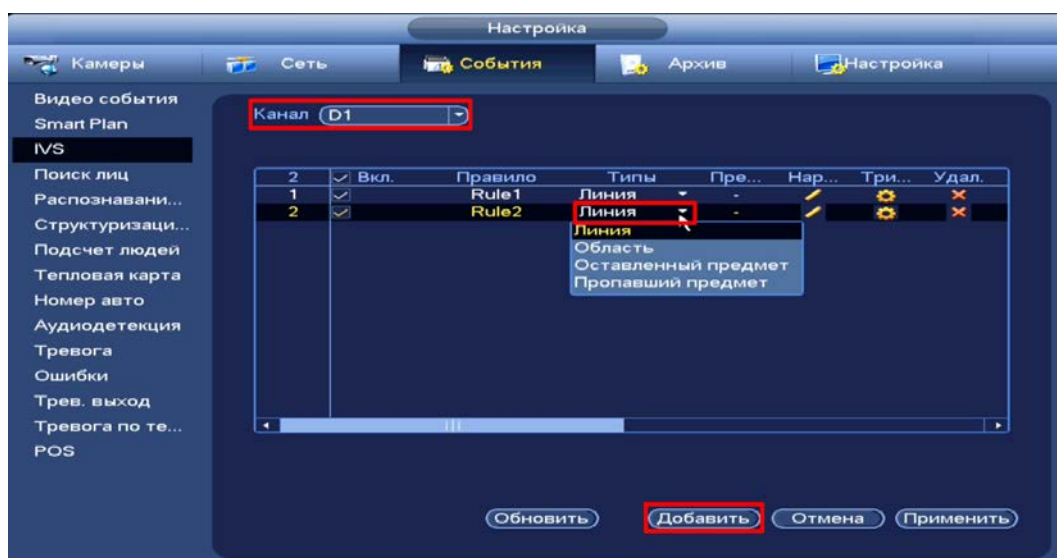 Настройка
Камеры Сеть События Архив Настройка
Видео события
Smart Plan
IVS
Поиск лиц
Распознавани...
Структуризаци...
Подсчет людей
Тепловая карта
Номер авто
Аудиодетекция
Тревога
Ошибки
Трев. выход
Тревога по те...
POS
Канал D1
2 Вкл. Правило Типы Пре... Нар... Три... Удал.
1 Rule1 Линия -
2 Rule2 Линия -
Линия
Область
Оставленный предмет
Пропавший предмет
Обновить Добавить Отмена Применить